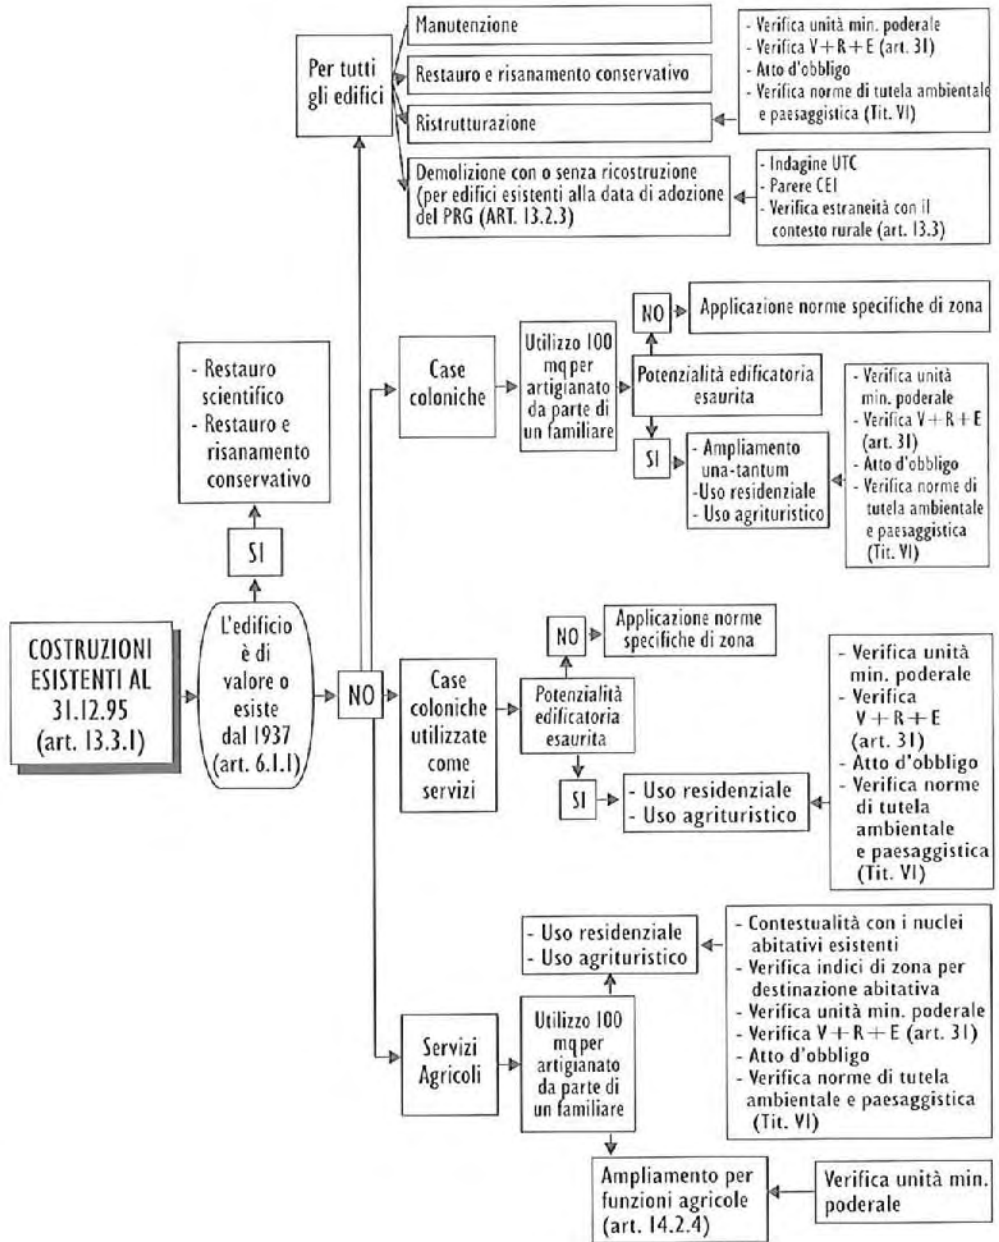 Per tutti
gli edifici
Manutenzione
Restauro e risanamento conservativo
Ristrutturazione
Demolizione con o senza ricostruzione
(per edifici esistenti alla data di adozione
del PRG (ART. 13.2.3)
- Verifica unità min. poderale
- Verifica V+R+E (art. 31)
- Atto d'obbligo
- Verifica norme di tutela ambientale
e paesaggistica (Tit. VI)
- Indagine UTC
- Parere CEI
- Verifica estraneità con il
contesto rurale (art. 13.3)
- Restauro
scientifico
- Restauro e
risanamento
conservativo
SI
COSTRUZIONI
ESISTENTI AL
31.12.95
(art. 13.3.1)
L'edificio
è di
valore o
esiste
dal 1937
(art. 6.1.1)
NO
Case
coloniche
Utilizzo 100
mq per
artigianato
da parte di
un familiare
NO
Applicazione norme specifiche di zona
Potenzialità edificatoria
esaurita
SI
- Ampliamento
una-tantum
-Uso residenziale
- Uso agrituristico
- Verifica unità
min. poderale
- Verifica V+R+E
(art. 31)
- Atto d'obbligo
- Verifica norme di
tutela ambientale
e paesaggistica
(Tit. VI)
Case
coloniche
utilizzate
come
servizi
NO
Applicazione norme
specifiche di zona
Potenzialità
edificatoria
esaurita
SI
- Uso residenziale
- Uso agrituristico
- Verifica unità
min. poderale
- Verifica
V+R+E
(art. 31)
- Atto d'obbligo
- Verifica norme
di tutela
ambientale
e paesaggistica
(Tit. VI)
Servizi
Agricoli
- Uso residenziale
- Uso agrituristico
Utilizzo 100
mq per
artigianato
da parte di
un familiare
- Contestualità con i nuclei
abitativi esistenti
- Verifica indici di zona per
destinazione abitativa
- Verifica unità min. poderale
- Verifica V+R+E (art. 31)
- Atto d'obbligo
- Verifica norme di tutela
ambientale e paesaggistica
(Tit. VI)
Ampliamento per
funzioni agricole
(art. 14.2.4)
Verifica unità min.
poderale